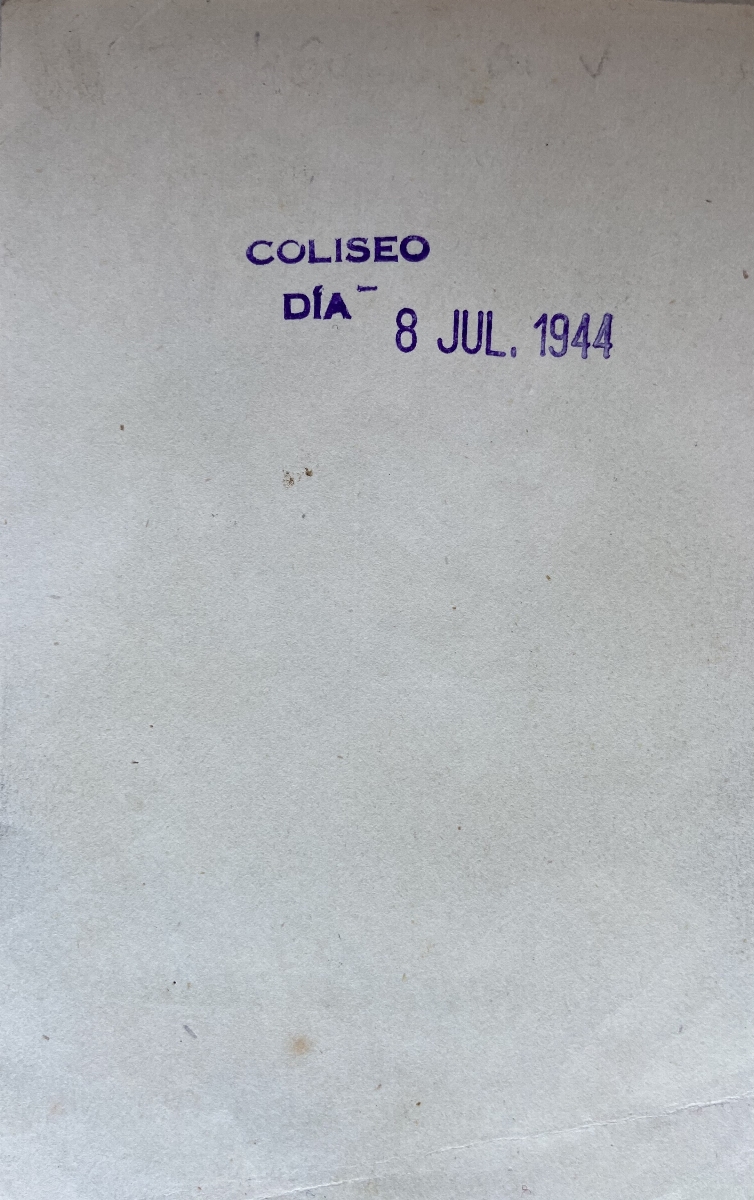 COLISEO
DÍA
8 JUL. 1944